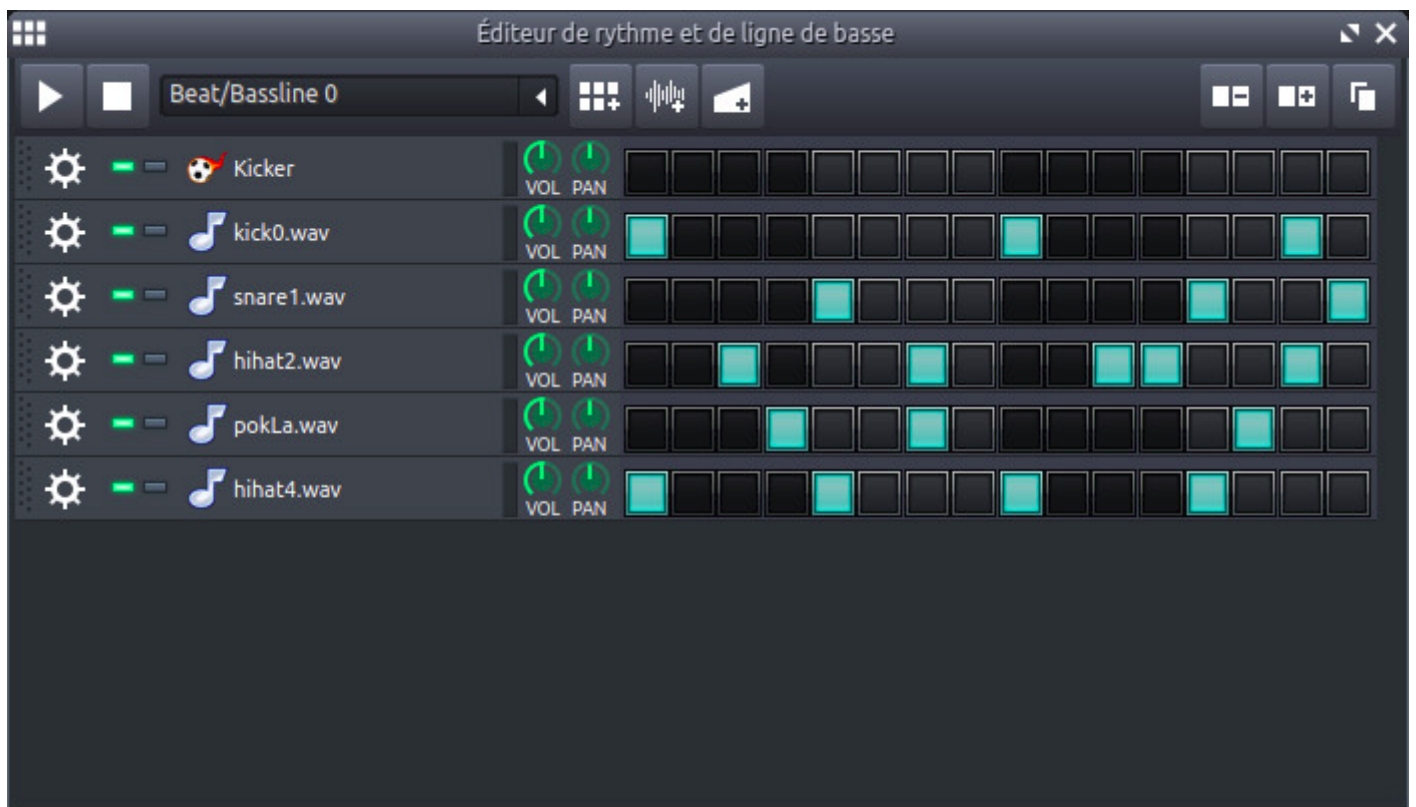 Éditeur de rythme et de ligne de basse
Beat/Bassline 0
Kicker VOL PAN
kick0.wav VOL PAN
snare1.wav VOL PAN
hihat2.wav VOL PAN
pokLa.wav VOL PAN
hihat4.wav VOL PAN